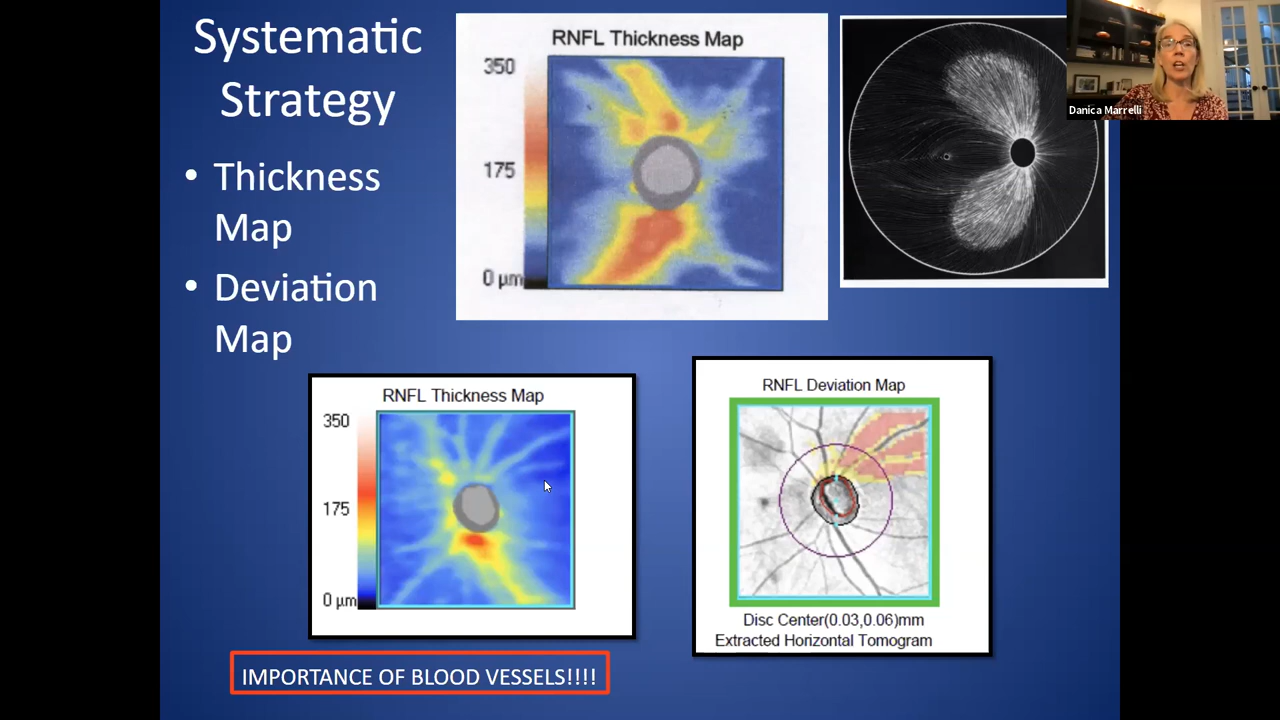 Systematic
Strategy
• Thickness
Map
• Deviation
Map
RNFL Thickness Map
350
175
0 µm
Danica Marrelli
RNFL Thickness Map
350
175
0 µm
RNFL Deviation Map
Disc Center(0.03,0.06)mm
Extracted Horizontal Tomogram
IMPORTANCE OF BLOOD VESSELS!!!!